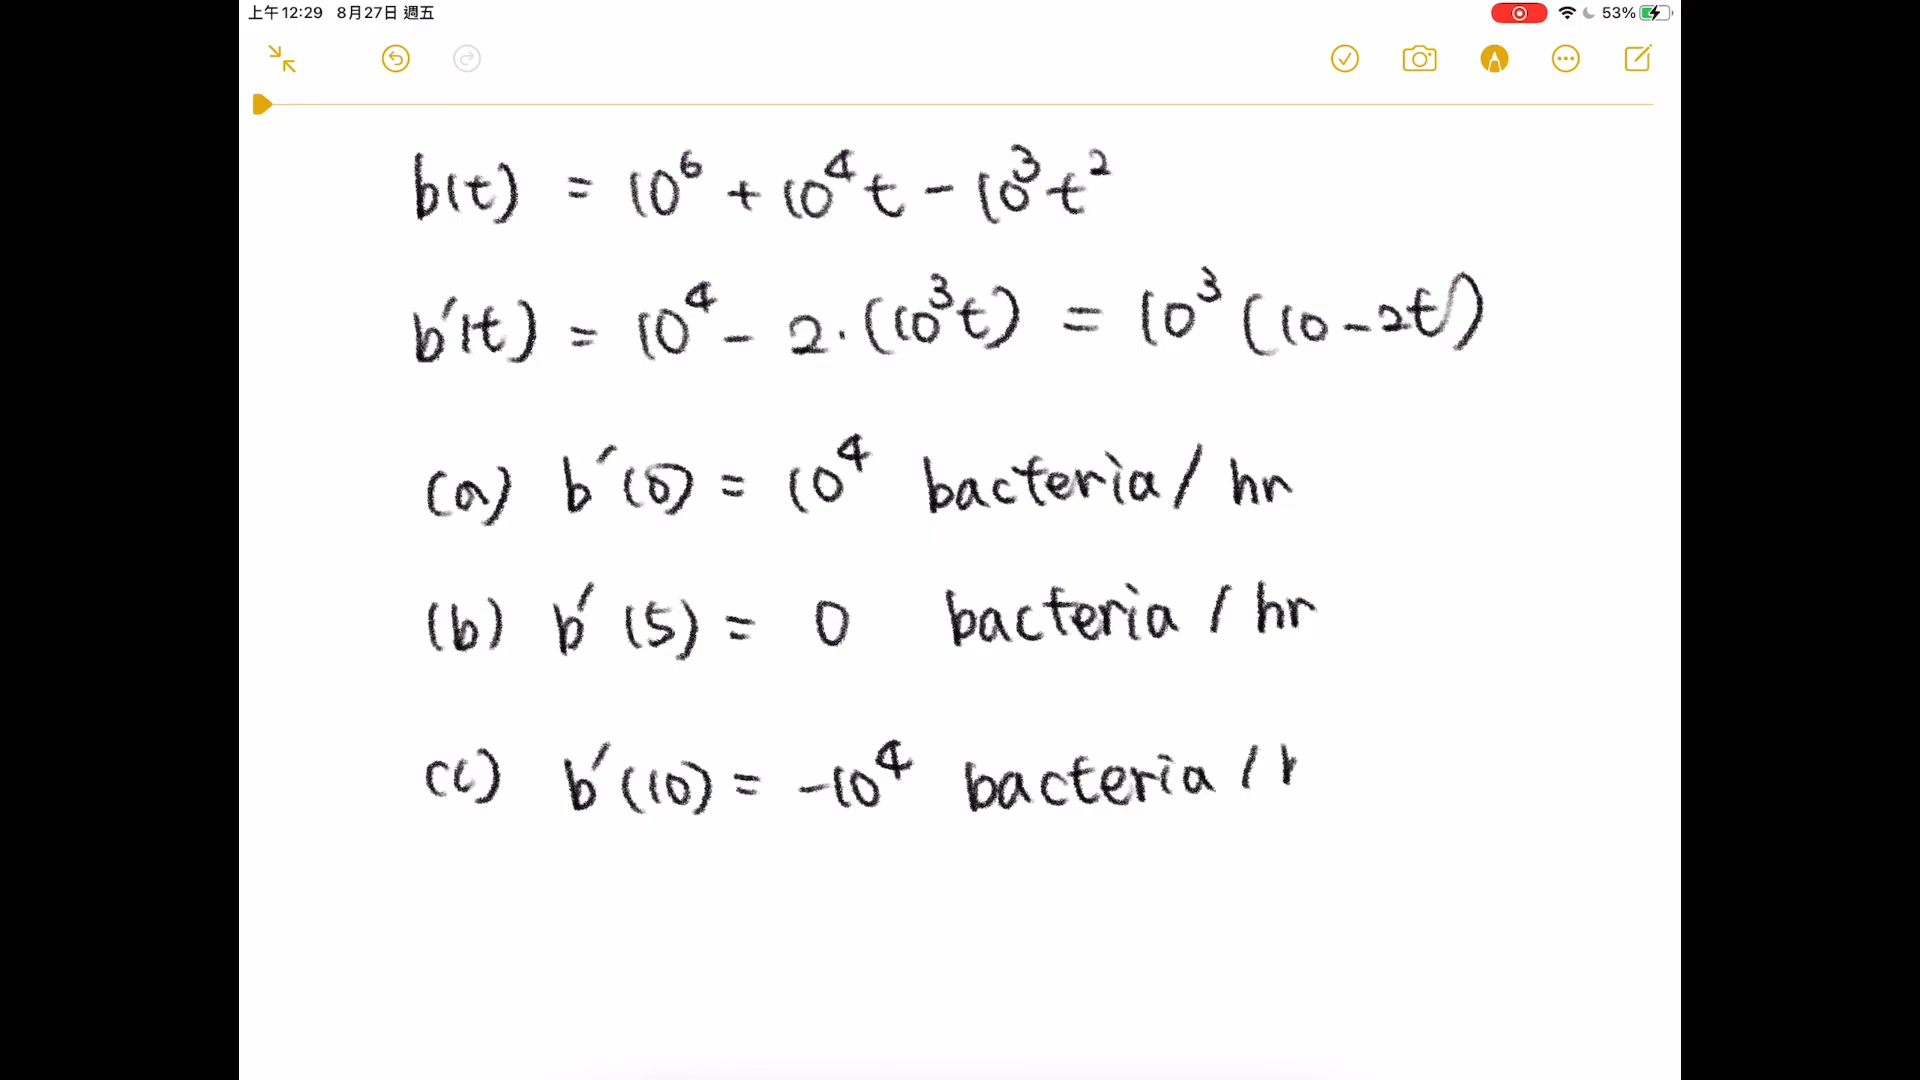 上午12:29 8月27日 週五 53%
b(t) = 10⁶ + 10⁴t - 10³t²
b'(t) = 10⁴ - 2·(10³t) = 10³(10-2t)
(a) b'(0) = 10⁴ bacteria / hr
(b) b'(5) = 0 bacteria / hr
(c) b'(10) = -10⁴ bacteria /